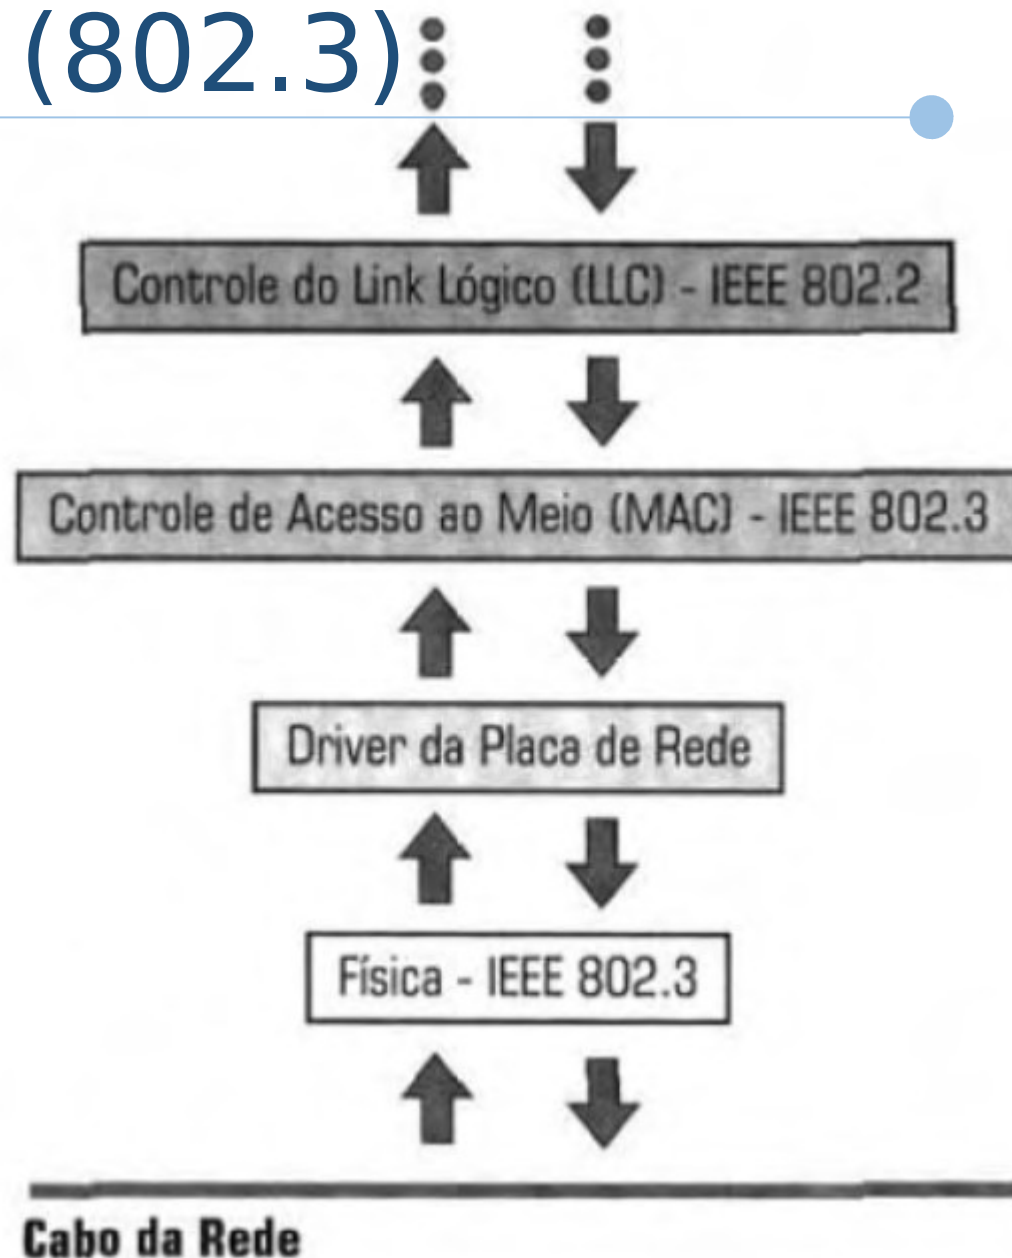 (802.3)
Controle do Link Lógico (LLC) - IEEE 802.2
Controle de Acesso ao Meio (MAC) - IEEE 802.3
Driver da Placa de Rede
Física - IEEE 802.3
Cabo da Rede